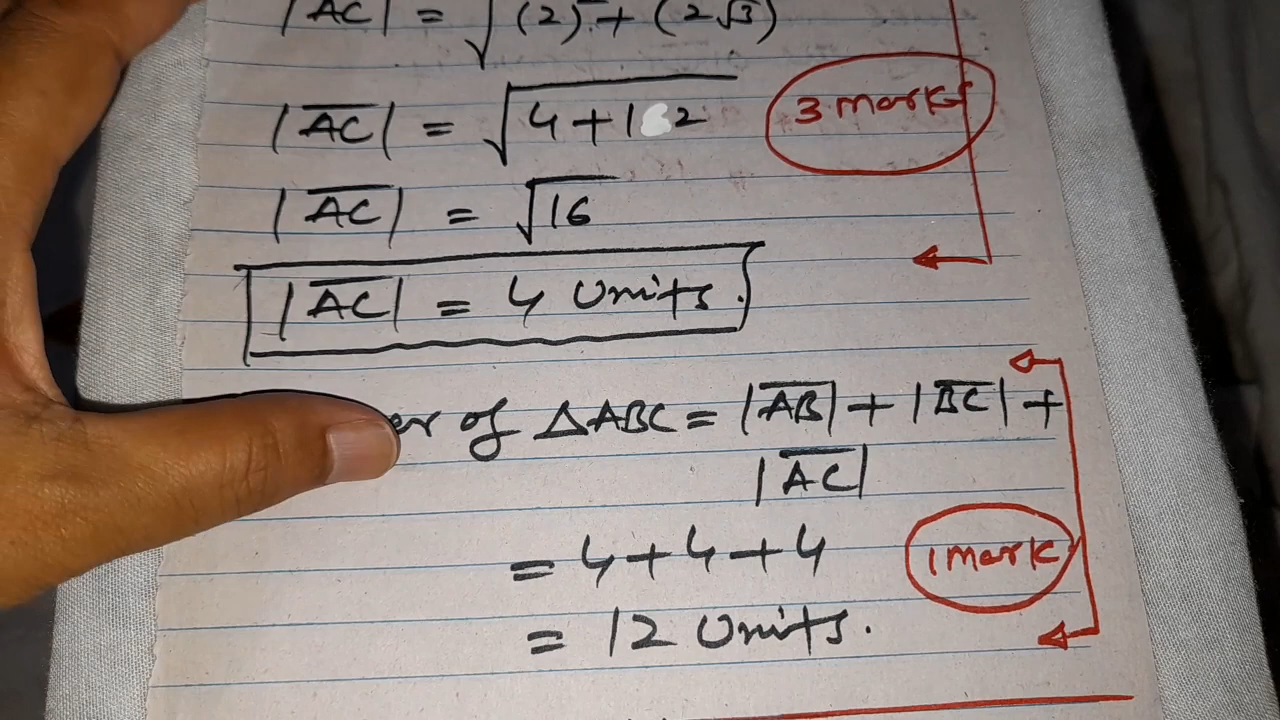 |AC| = √(2)² + (2√3)
|AC| = √4+12
3 marks
|AC| = √16
|AC| = 4 Units.
er of ΔABC = |AB| + |BC| +
|AC|
= 4+4+4
1 mark
= 12 Units.